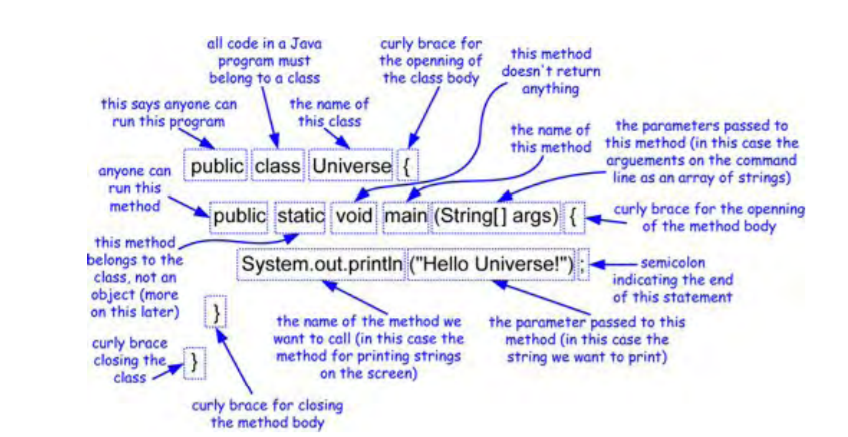 all code in a Java
program must
belong to a class
curly brace for
the openning of
the class body
this method
doesn't return
anything
this says anyone can
run this program
the name of
this class
the name of
this method
the parameters passed to
this method (in this case the
arguements on the command
line as an array of strings)
public class Universe {
anyone can
run this
method
public static void main (String[] args) {
curly brace for the openning
of the method body
this method
belongs to the
class, not an
object (more
on this later)
System.out.println ("Hello Universe!") ;
semicolon
indicating the end
of this statement
}
the name of the method we
want to call (in this case the
method for printing strings
on the screen)
the parameter passed to this
method (in this case the
string we want to print)
curly brace
closing the
class
}
curly brace for closing
the method body